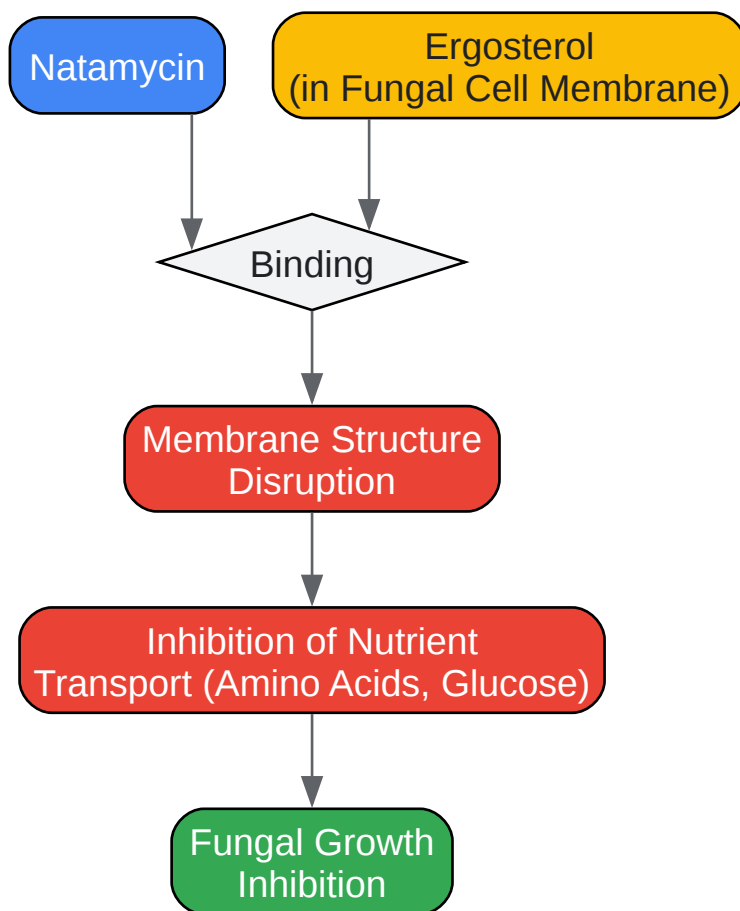 Natamycin
Ergosterol
(in Fungal Cell Membrane)
Binding
Membrane Structure
Disruption
Inhibition of Nutrient
Transport (Amino Acids, Glucose)
Fungal Growth
Inhibition